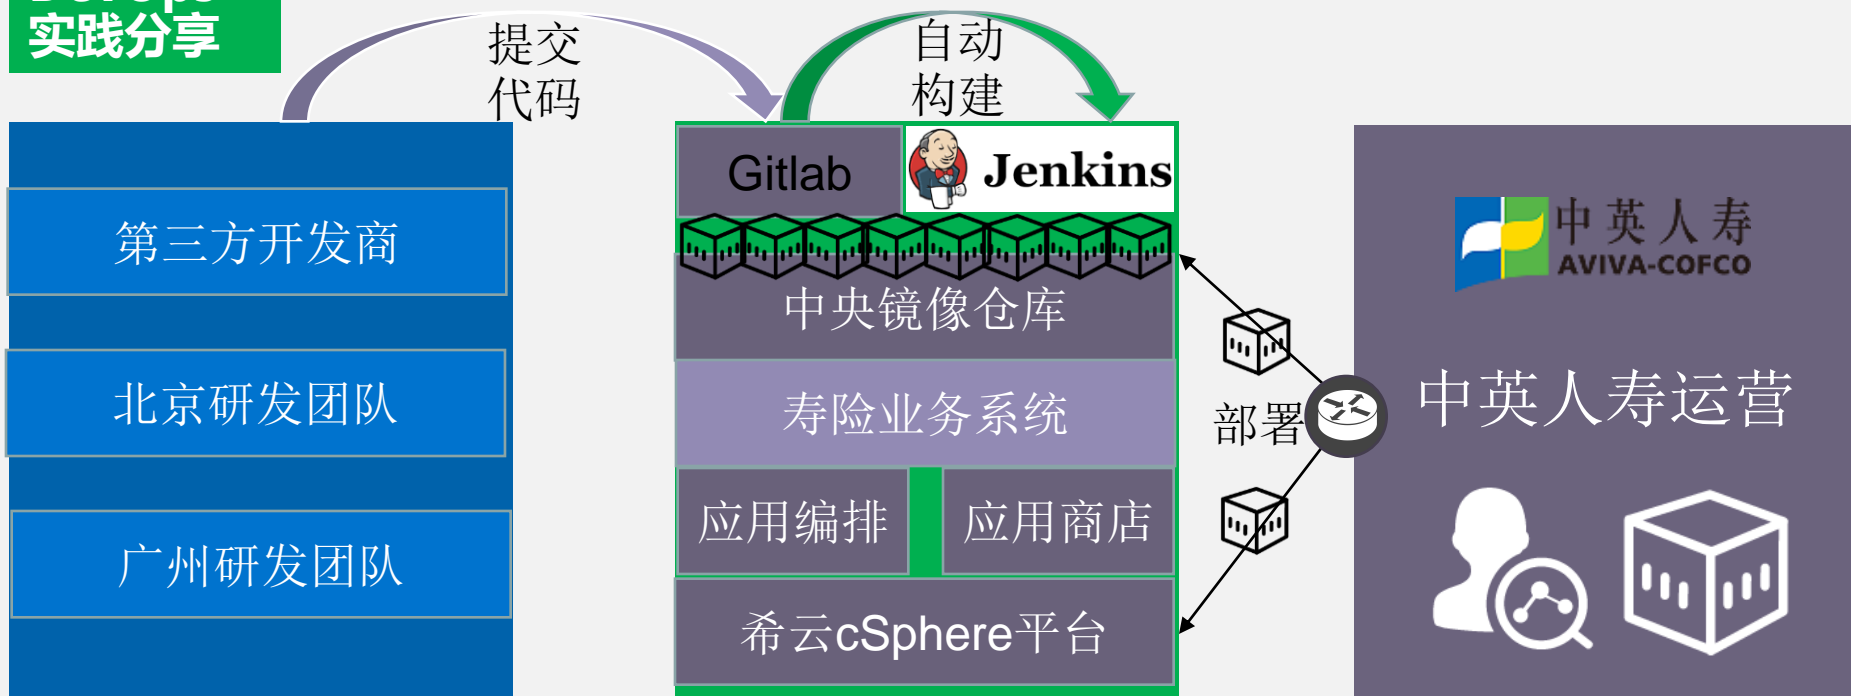 实践分享
提交
代码
自动
构建
Gitlab
Jenkins
第三方开发商
北京研发团队
广州研发团队
中央镜像仓库
寿险业务系统
应用编排
应用商店
希云cSphere平台
部署
中英人寿
AVIVA-COFCO
中英人寿运营